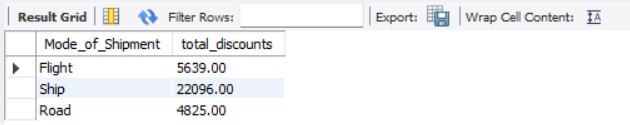 Result Grid Filter Rows: Export: Wrap Cell Content: IA
Mode_of_Shipment total_discounts
Flight 5639.00
Ship 22096.00
Road 4825.00